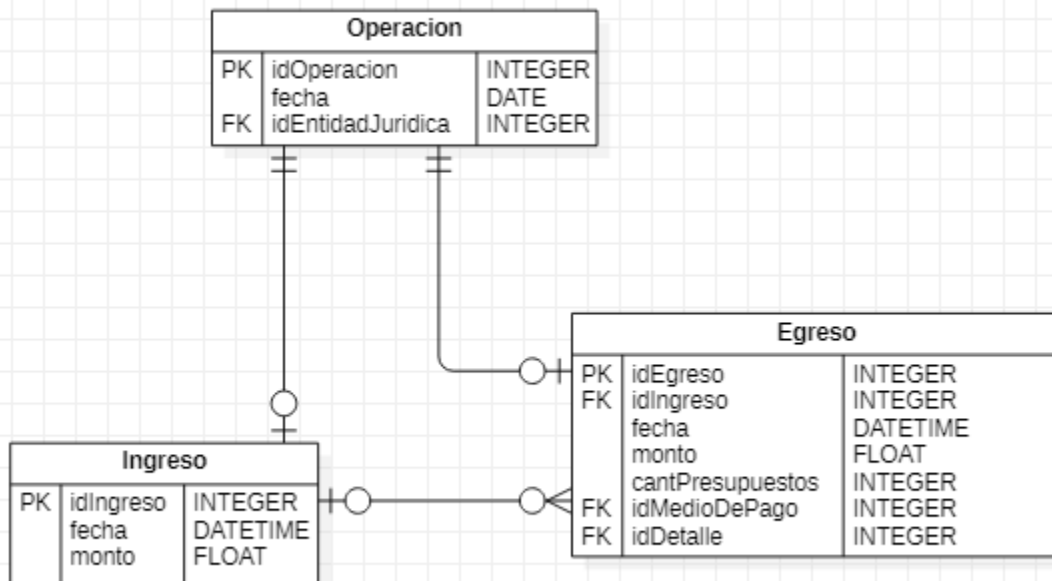 Operacion
PK idOperacion INTEGER
fecha DATE
FK idEntidadJuridica INTEGER
Egreso
PK idEgreso INTEGER
FK idIngreso INTEGER
fecha DATETIME
monto FLOAT
cantPresupuestos INTEGER
FK idMedioDePago INTEGER
FK idDetalle INTEGER
Ingreso
PK idIngreso INTEGER
fecha DATETIME
monto FLOAT